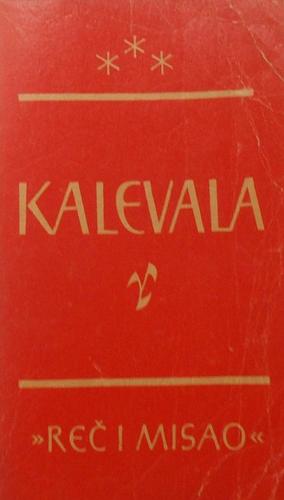 ***
KALEVALA
»REČ I MISAO«